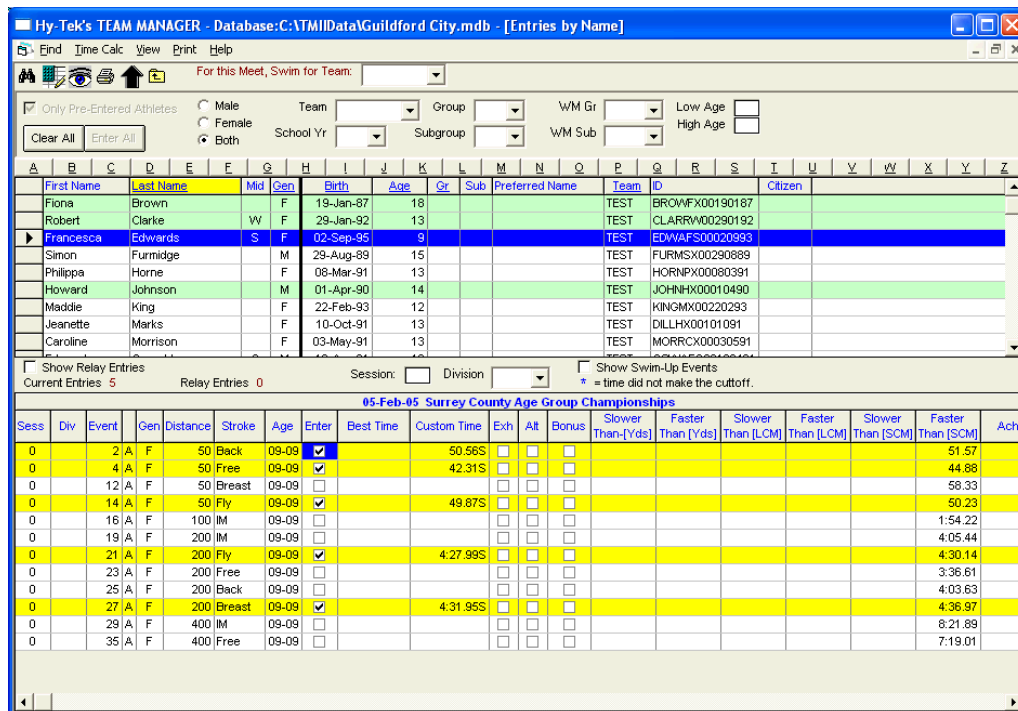 Hy-Tek's TEAM MANAGER - Database:C:\TMIIData\Guildford City.mdb - [Entries by Name]
Find Time Calc View Print Help
For this Meet, Swim for Team:
Only Pre-Entered Athletes Male Team Group WM Gr Low Age
Female High Age
Clear All Enter All Both School Yr Subgroup WM Sub
A B C D E F G H I J K L M N O P Q R S T U V W X Y Z
First Name Last Name Mid Gen Birth Age Gr Sub Preferred Name Team ID Citizen
Fiona Brown F 19-Jan-87 18 TEST BROWFX00190187
Robert Clarke W F 29-Jan-92 13 TEST CLARRW00290192
Francesca Edwards S F 02-Sep-95 9 TEST EDWAFS00020993
Simon Furmidge M 29-Aug-89 15 TEST FURMSX00290889
Philippa Horne F 08-Mar-91 13 TEST HORNPX00080391
Howard Johnson M 01-Apr-90 14 TEST JOHNHX00010490
Maddie King F 22-Feb-93 12 TEST KINGMX00220293
Jeanette Marks F 10-Oct-91 13 TEST DILLHX00101091
Caroline Morrison F 03-May-91 13 TEST MORRCX00030591
Show Relay Entries Session: Division Show Swim-Up Events
Current Entries 5 Relay Entries 0 * = time did not make the cuttoff.
05-Feb-05 Surrey County Age Group Championships
Sess Div Event Gen Distance Stroke Age Enter Best Time Custom Time Exh Alt Bonus Slower Than-[Yds] Faster Than [Yds] Slower Than [LCM] Faster Than [LCM] Slower Than [SCM] Faster Than [SCM] Ach
0 2 A F 50 Back 09-09 50.56S 51.57
0 4 A F 50 Free 09-09 42.31S 44.88
0 12 A F 50 Breast 09-09 58.33
0 14 A F 50 Fly 09-09 49.87S 50.23
0 16 A F 100 IM 09-09 1:54.22
0 19 A F 200 IM 09-09 4:05.44
0 21 A F 200 Fly 09-09 4:27.99S 4:30.14
0 23 A F 200 Free 09-09 3:36.61
0 25 A F 200 Back 09-09 4:03.63
0 27 A F 200 Breast 09-09 4:31.95S 4:36.97
0 29 A F 400 IM 09-09 8:21.89
0 35 A F 400 Free 09-09 7:19.01